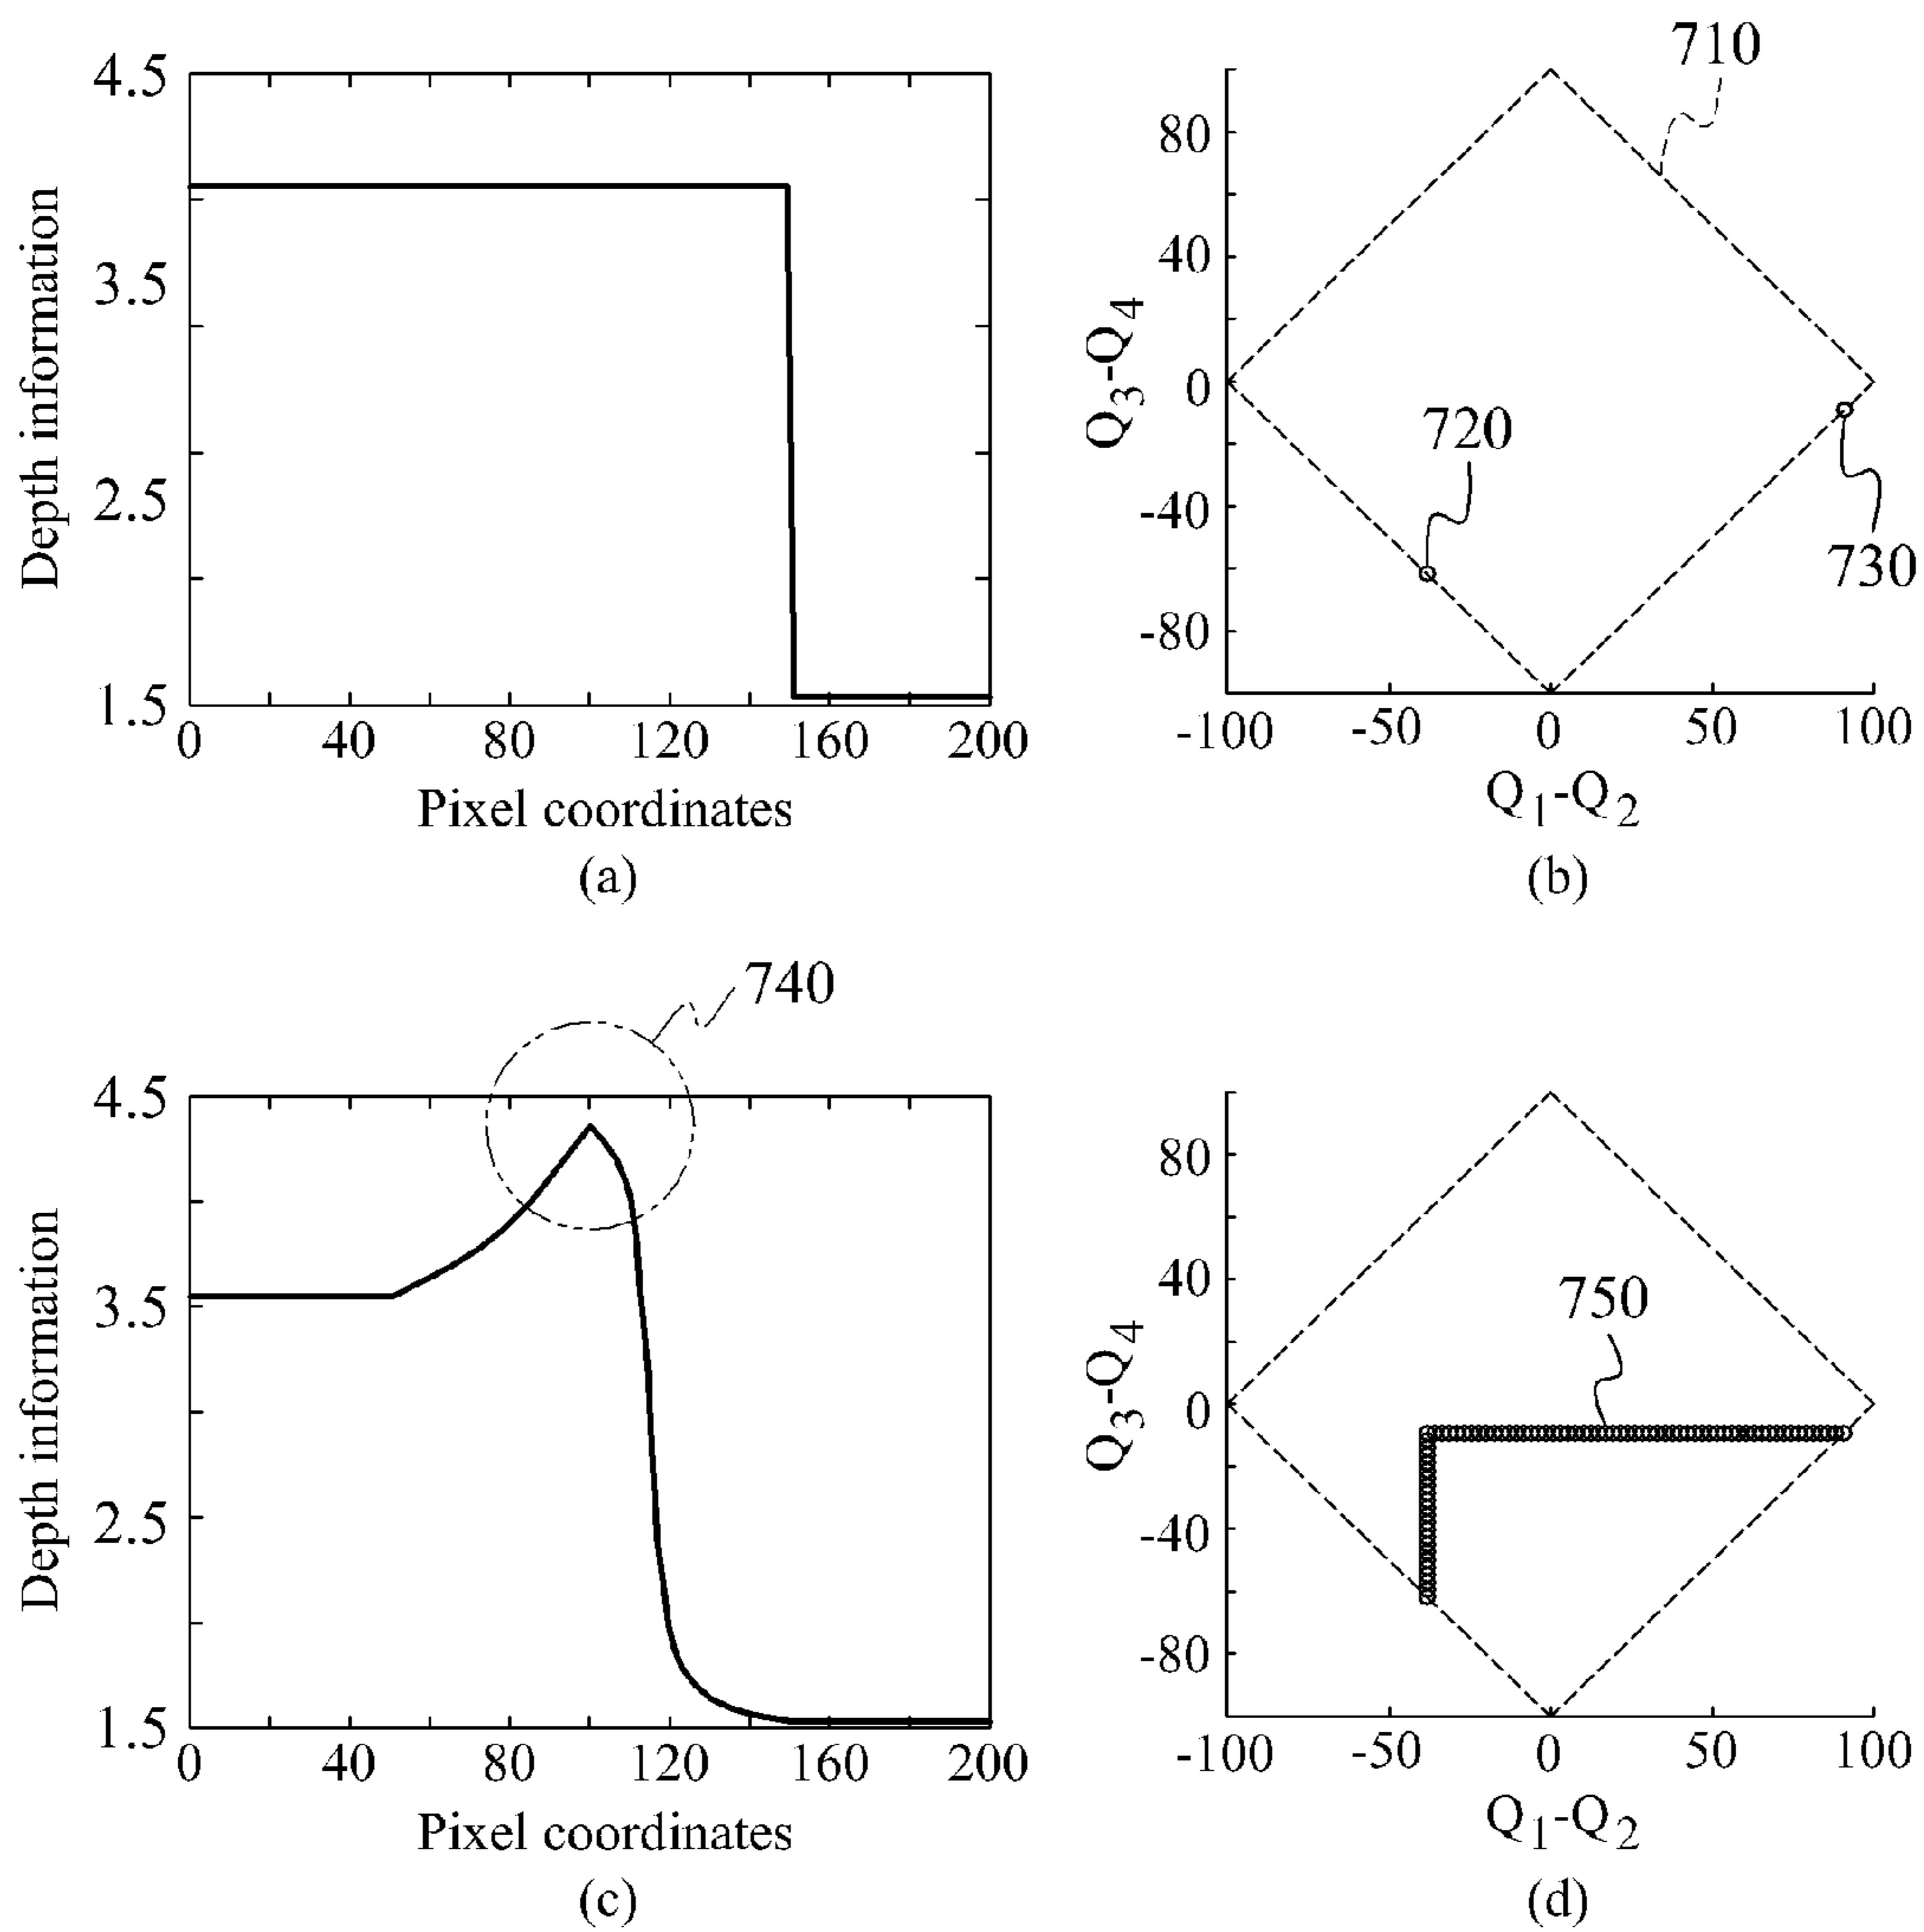 4.5
3.5
2.5
1.5
Depth information
0 40 80 120 160 200
Pixel coordinates
(a)
710
80
40
0
-40
-80
Q3-Q4
720
730
-100 -50 0 50 100
Q1-Q2
(b)
740
4.5
3.5
2.5
1.5
Depth information
0 40 80 120 160 200
Pixel coordinates
(c)
80
40
0
-40
-80
Q3-Q4
750
-100 -50 0 50 100
Q1-Q2
(d)